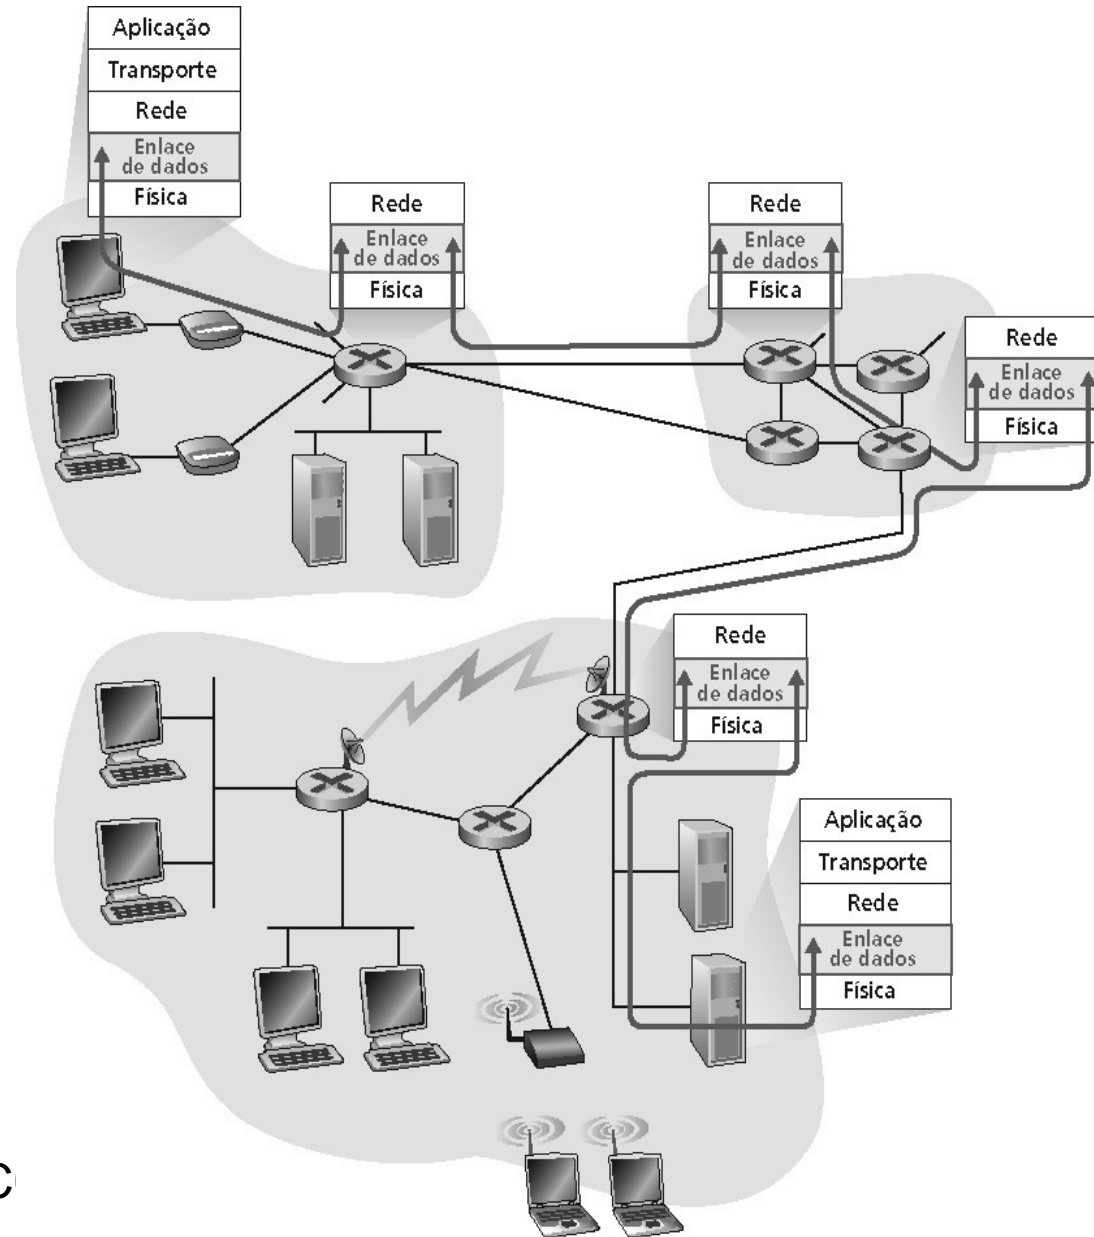 Aplicação
Transporte
Rede
Enlace
de dados
Física
Rede
Enlace
de dados
Física
Rede
Enlace
de dados
Física
Rede
Enlace
de dados
Física
Rede
Enlace
de dados
Física
Aplicação
Transporte
Rede
Enlace
de dados
Física
c